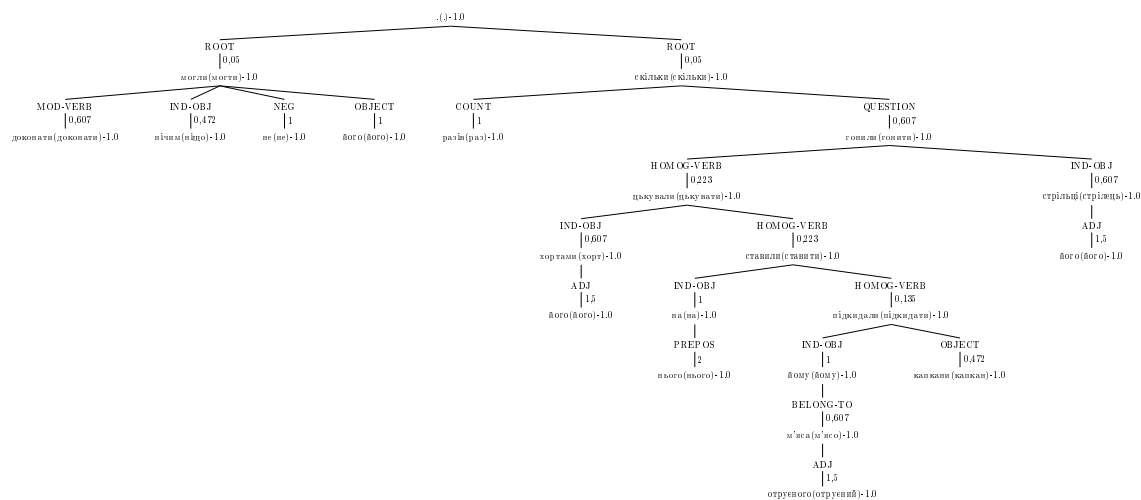 .(.)-1.0
ROOT ROOT
0,05 0,05
могли(могти)-1.0 скільки(скільки)-1.0
MOD-VERB IND-OBJ NEG OBJECT COUNT QUESTION
0,607 0,472 1 1 1 0,607
доконати(доконати)-1.0 нічим(ніщо)-1.0 не(не)-1.0 його(його)-1.0 разів(раз)-1.0 гонили(гонити)-1.0
HOMOG-VERB IND-OBJ
0,223 0,607
цькували(цькувати)-1.0 стрільці(стрілець)-1.0
IND-OBJ HOMOG-VERB ADJ
0,607 0,223 1,5
хортами(хорт)-1.0 ставили(ставити)-1.0 його(його)-1.0
ADJ IND-OBJ HOMOG-VERB
1,5 1 0,135
його(його)-1.0 на(на)-1.0 підкидали(підкидати)-1.0
PREPOS IND-OBJ OBJECT
2 1 0,472
нього(нього)-1.0 йому(йому)-1.0 капкани(капкан)-1.0
BELONG-TO
0,607
м'яса(м'ясо)-1.0
ADJ
1,5
отруєного(отруєний)-1.0